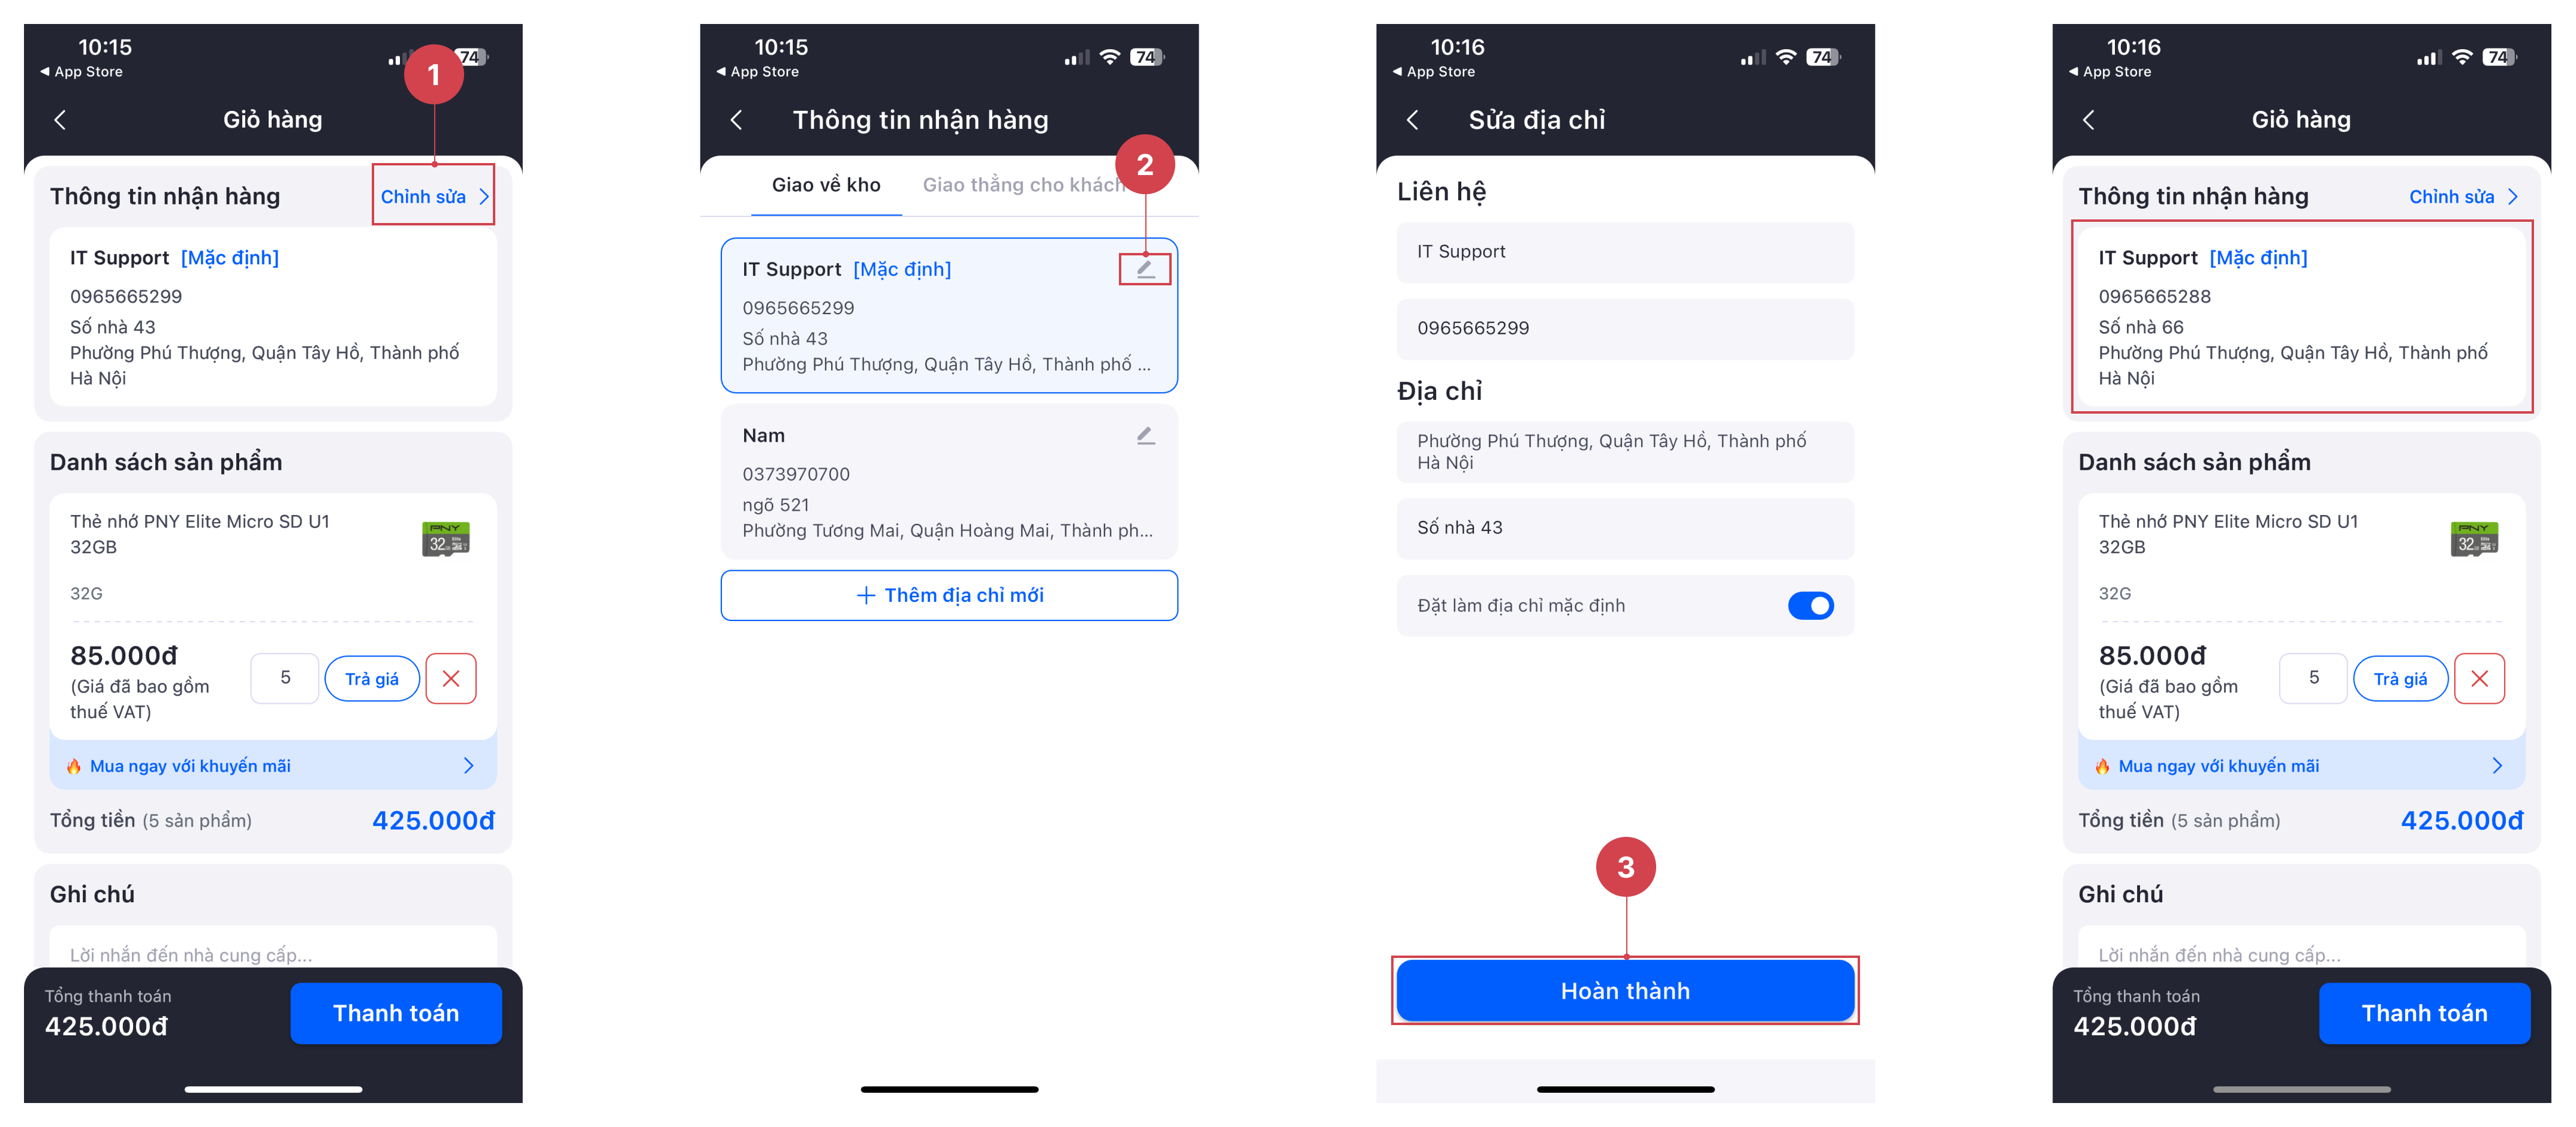 10:15
◀ App Store
74
1
Giỏ hàng
Thông tin nhận hàng
Chỉnh sửa
IT Support [Mặc định]
0965665299
Số nhà 43
Phường Phú Thượng, Quận Tây Hồ, Thành phố
Hà Nội
Danh sách sản phẩm
Thẻ nhớ PNY Elite Micro SD U1
32GB
PNY
32
32G
85.000đ
(Giá đã bao gồm
thuế VAT)
5
Trả giá
Mua ngay với khuyến mãi
Tổng tiền (5 sản phẩm)
425.000đ
Ghi chú
Lời nhắn đến nhà cung cấp...
Tổng thanh toán
425.000đ
Thanh toán
10:15
◀ App Store
74
Thông tin nhận hàng
2
Giao về kho
Giao thẳng cho khách
IT Support [Mặc định]
0965665299
Số nhà 43
Phường Phú Thượng, Quận Tây Hồ, Thành phố ...
Nam
0373970700
ngõ 521
Phường Tương Mai, Quận Hoàng Mai, Thành ph...
+ Thêm địa chỉ mới
10:16
◀ App Store
74
Sửa địa chỉ
Liên hệ
IT Support
0965665299
Địa chỉ
Phường Phú Thượng, Quận Tây Hồ, Thành phố
Hà Nội
Số nhà 43
Đặt làm địa chỉ mặc định
3
Hoàn thành
10:16
◀ App Store
74
Giỏ hàng
Thông tin nhận hàng
Chỉnh sửa
IT Support [Mặc định]
0965665288
Số nhà 66
Phường Phú Thượng, Quận Tây Hồ, Thành phố
Hà Nội
Danh sách sản phẩm
Thẻ nhớ PNY Elite Micro SD U1
32GB
PNY
32
32G
85.000đ
(Giá đã bao gồm
thuế VAT)
5
Trả giá
Mua ngay với khuyến mãi
Tổng tiền (5 sản phẩm)
425.000đ
Ghi chú
Lời nhắn đến nhà cung cấp...
Tổng thanh toán
425.000đ
Thanh toán